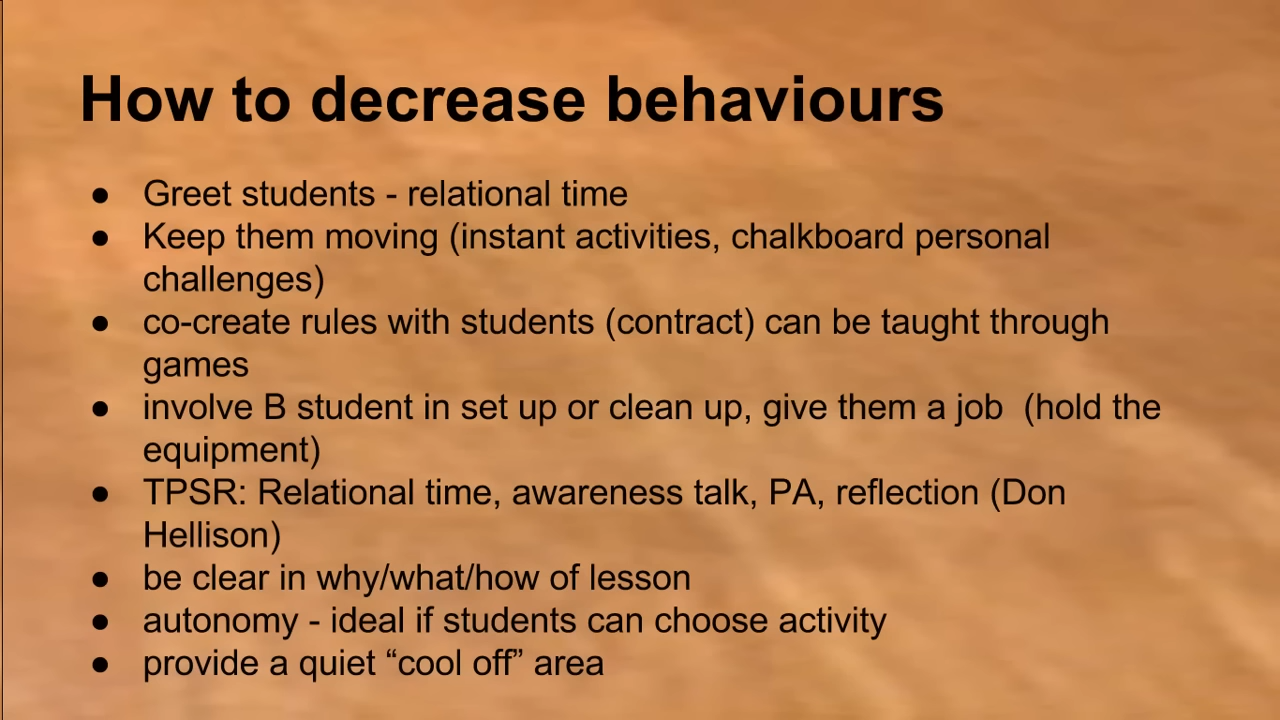 How to decrease behaviours
● Greet students - relational time
● Keep them moving (instant activities, chalkboard personal
challenges)
● co-create rules with students (contract) can be taught through
games
● involve B student in set up or clean up, give them a job  (hold the
equipment)
● TPSR: Relational time, awareness talk, PA, reflection (Don
Hellison)
● be clear in why/what/how of lesson
● autonomy - ideal if students can choose activity
● provide a quiet “cool off” area